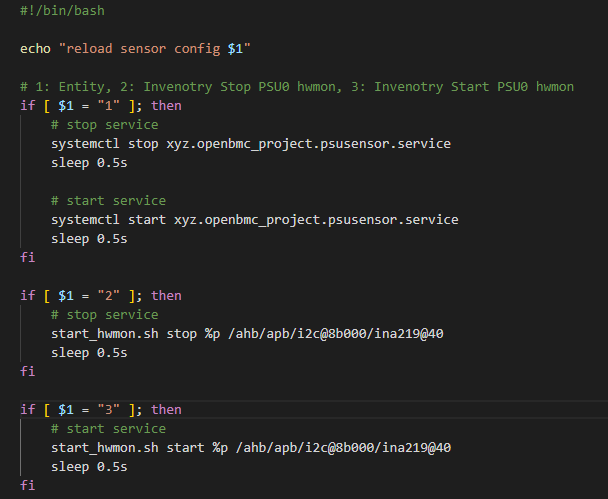 #!/bin/bash
echo "reload sensor config $1"
# 1: Entity, 2: Invenotry Stop PSU0 hwmon, 3: Invenotry Start PSU0 hwmon
if [ $1 = "1" ]; then
# stop service
systemctl stop xyz.openbmc_project.psusensor.service
sleep 0.5s
# start service
systemctl start xyz.openbmc_project.psusensor.service
sleep 0.5s
fi
if [ $1 = "2" ]; then
# stop service
start_hwmon.sh stop %p /ahb/apb/i2c@8b000/ina219@40
sleep 0.5s
fi
if [ $1 = "3" ]; then
# start service
start_hwmon.sh start %p /ahb/apb/i2c@8b000/ina219@40
sleep 0.5s
fi